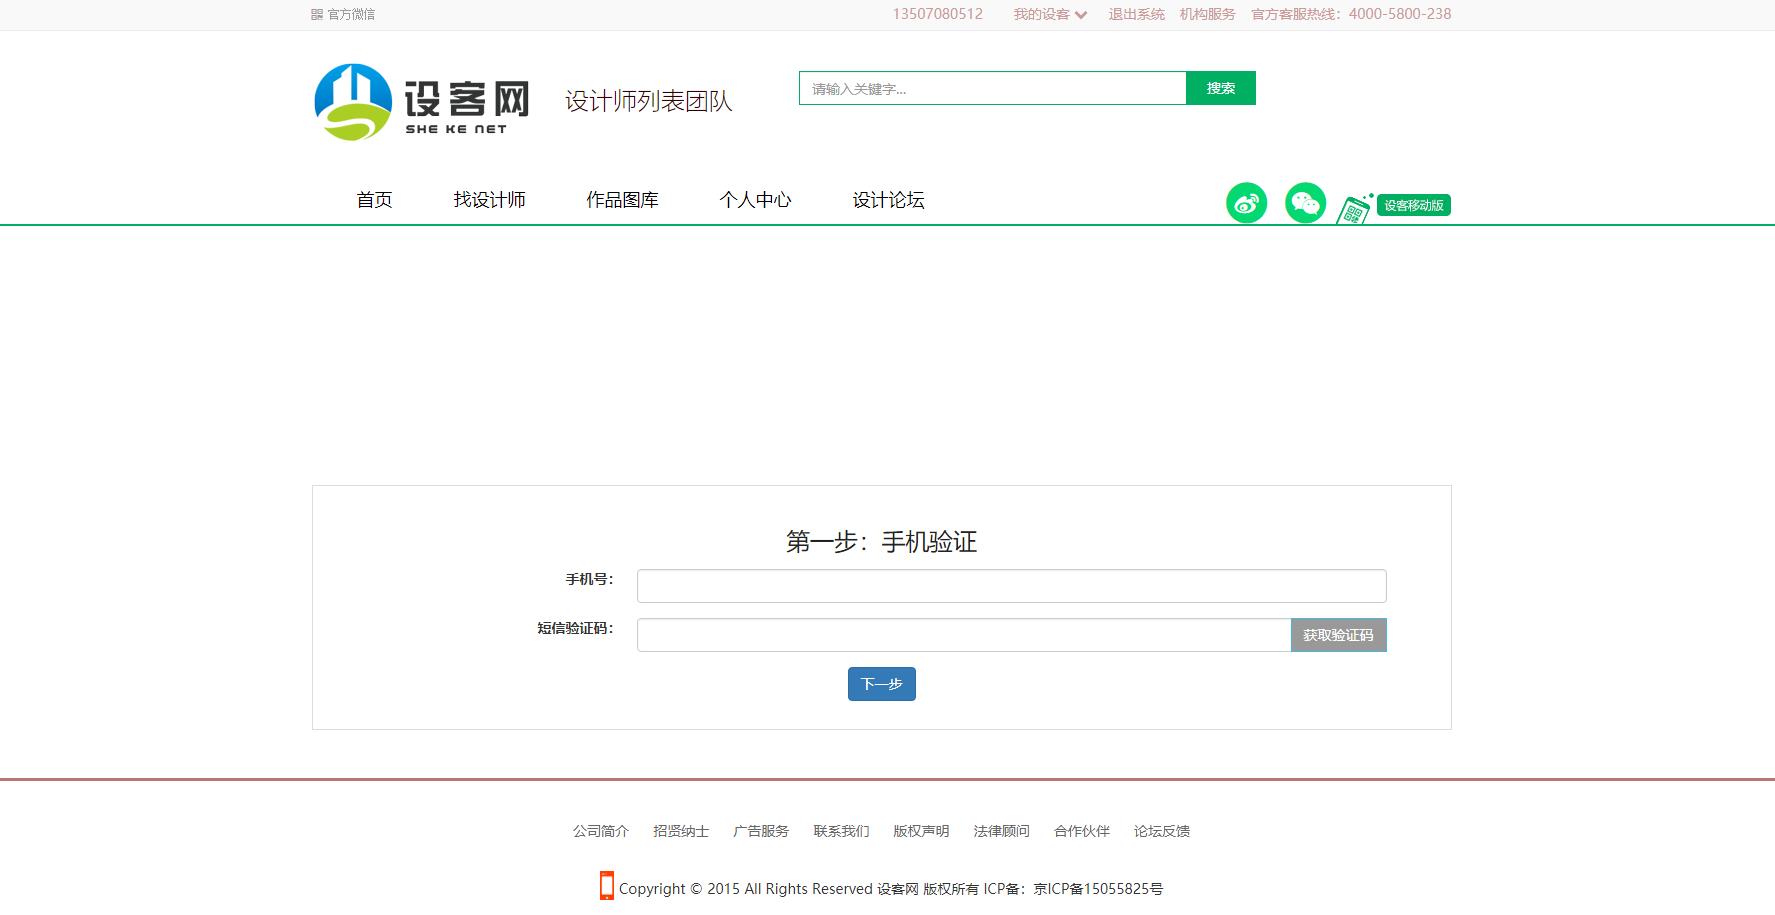 官方微信
13507080512 我的设客 退出系统 机构服务 官方客服热线：4000-5800-238
设客网
SHE KE NET
设计师列表团队
请输入关键字...
搜索
首页 找设计师 作品图库 个人中心 设计论坛
设客移动版
第一步：手机验证
手机号：
短信验证码：
获取验证码
下一步
公司简介 招贤纳士 广告服务 联系我们 版权声明 法律顾问 合作伙伴 论坛反馈
Copyright © 2015 All Rights Reserved 设客网 版权所有 ICP备：京ICP备15055825号